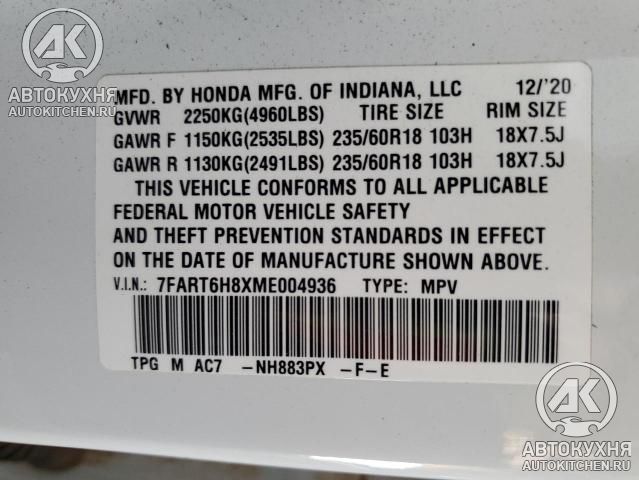 АК
АВТОКУХНЯ
AUTOKITCHEN.RU
MFD. BY HONDA MFG. OF INDIANA, LLC 12/'20
GVWR 2250KG(4960LBS) TIRE SIZE RIM SIZE
GAWR F 1150KG(2535LBS) 235/60R18 103H 18X7.5J
GAWR R 1130KG(2491LBS) 235/60R18 103H 18X7.5J
THIS VEHICLE CONFORMS TO ALL APPLICABLE
FEDERAL MOTOR VEHICLE SAFETY
AND THEFT PREVENTION STANDARDS IN EFFECT
ON THE DATE OF MANUFACTURE SHOWN ABOVE.
V.I.N.: 7FART6H8XME004936 TYPE: MPV
TPG M AC7 -NH883PX -F-E
АК
АВТОКУХНЯ
AUTOKITCHEN.RU